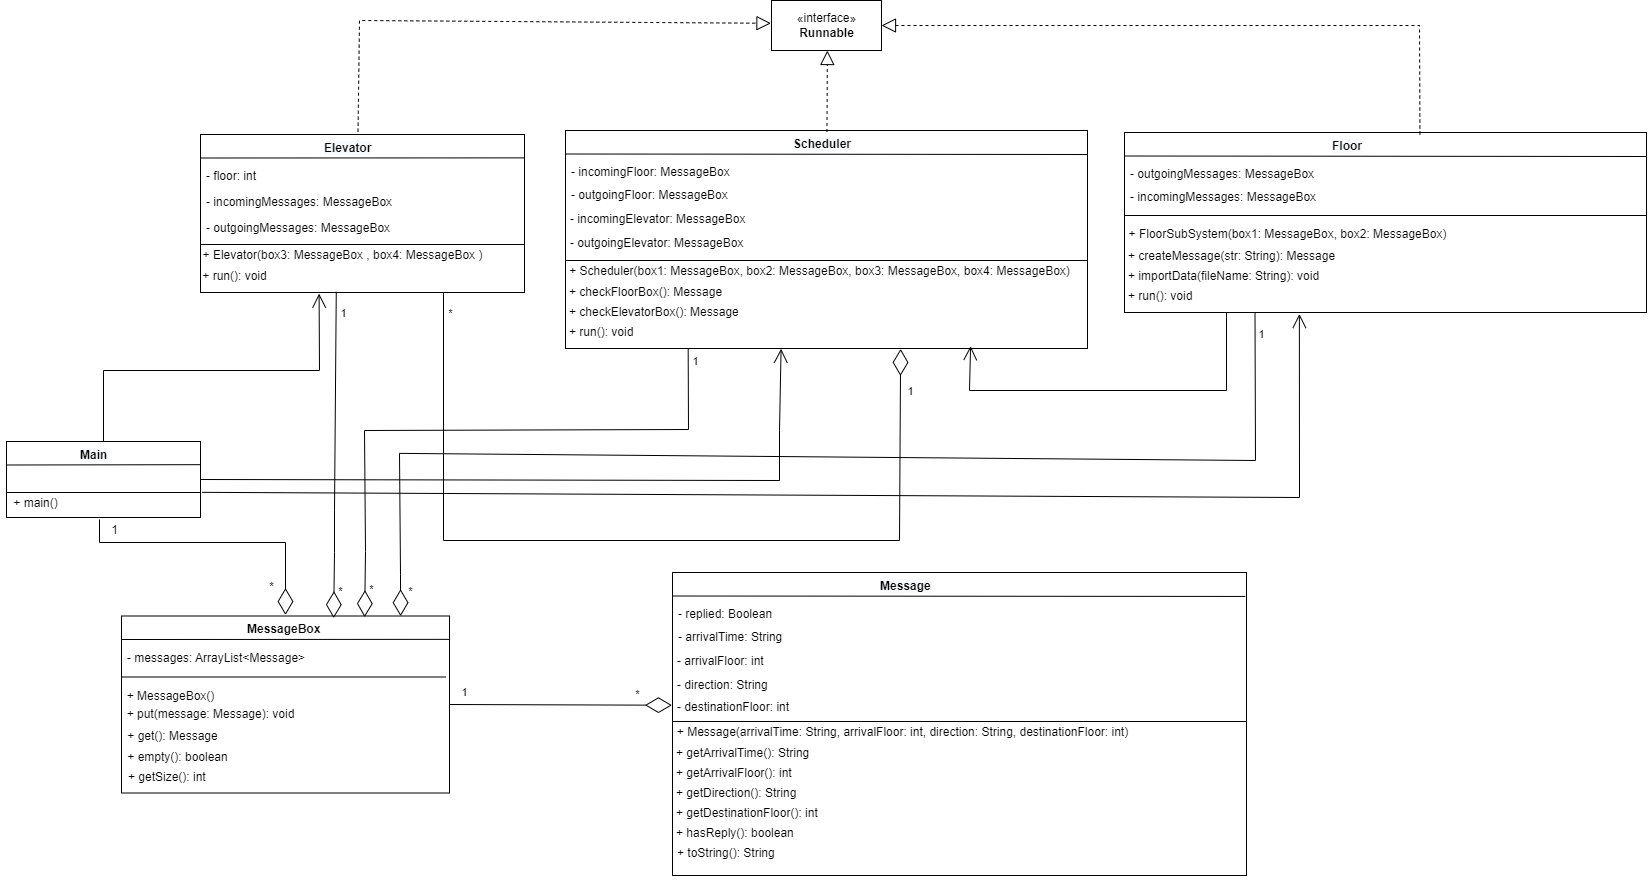 «interface»
Runnable
Elevator
- floor: int
- incomingMessages: MessageBox
- outgoingMessages: MessageBox
+ Elevator(box3: MessageBox , box4: MessageBox )
+ run(): void
Scheduler
- incomingFloor: MessageBox
- outgoingFloor: MessageBox
- incomingElevator: MessageBox
- outgoingElevator: MessageBox
+ Scheduler(box1: MessageBox, box2: MessageBox, box3: MessageBox, box4: MessageBox)
+ checkFloorBox(): Message
+ checkElevatorBox(): Message
+ run(): void
Floor
- outgoingMessages: MessageBox
- incomingMessages: MessageBox
+ FloorSubSystem(box1: MessageBox, box2: MessageBox)
+ createMessage(str: String): Message
+ importData(fileName: String): void
+ run(): void
1
*
1
1
1
Main
+ main()
1
*
*
*
*
MessageBox
- messages: ArrayList<Message>
+ MessageBox()
+ put(message: Message): void
+ get(): Message
+ empty(): boolean
+ getSize(): int
1
*
Message
- replied: Boolean
- arrivalTime: String
- arrivalFloor: int
- direction: String
- destinationFloor: int
+ Message(arrivalTime: String, arrivalFloor: int, direction: String, destinationFloor: int)
+ getArrivalTime(): String
+ getArrivalFloor(): int
+ getDirection(): String
+ getDestinationFloor(): int
+ hasReply(): boolean
+ toString(): String